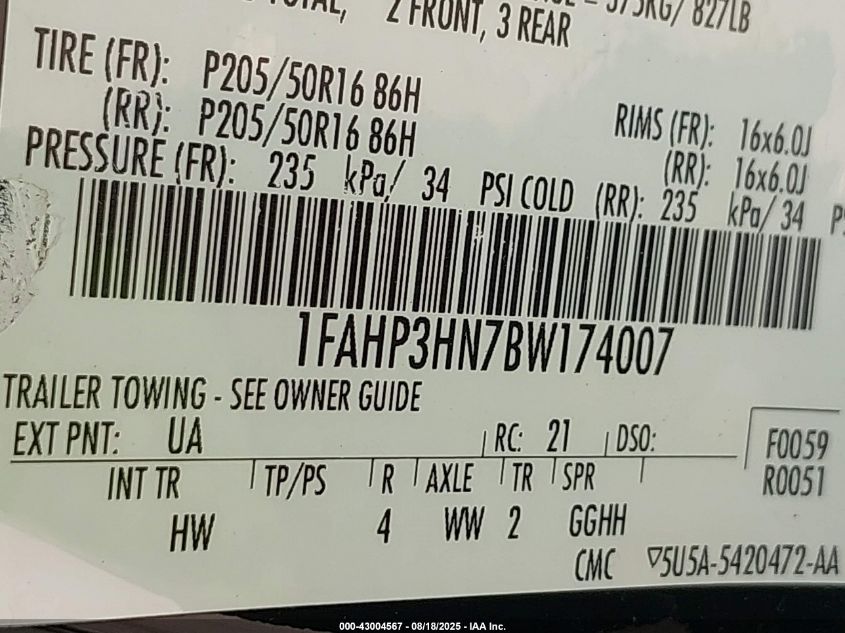 TOTAL, 2 FRONT, 3 REAR = 375KG/ 827LB
TIRE (FR): P205/50R16 86H
(RR): P205/50R16 86H
RIMS (FR): 16x6.0J
(RR): 16x6.0J
PRESSURE (FR): 235 kPa/ 34 PSI COLD (RR): 235 kPa/ 34
1FAHP3HN7BW174007
TRAILER TOWING - SEE OWNER GUIDE
EXT PNT: UA RC: 21 DSO:
F0059
R0051
INT TR TP/PS R AXLE TR SPR
HW 4 WW 2 GGHH
CMC ▽5U5A-5420472-AA
000-43004567 - 08/18/2025 - IAA Inc.